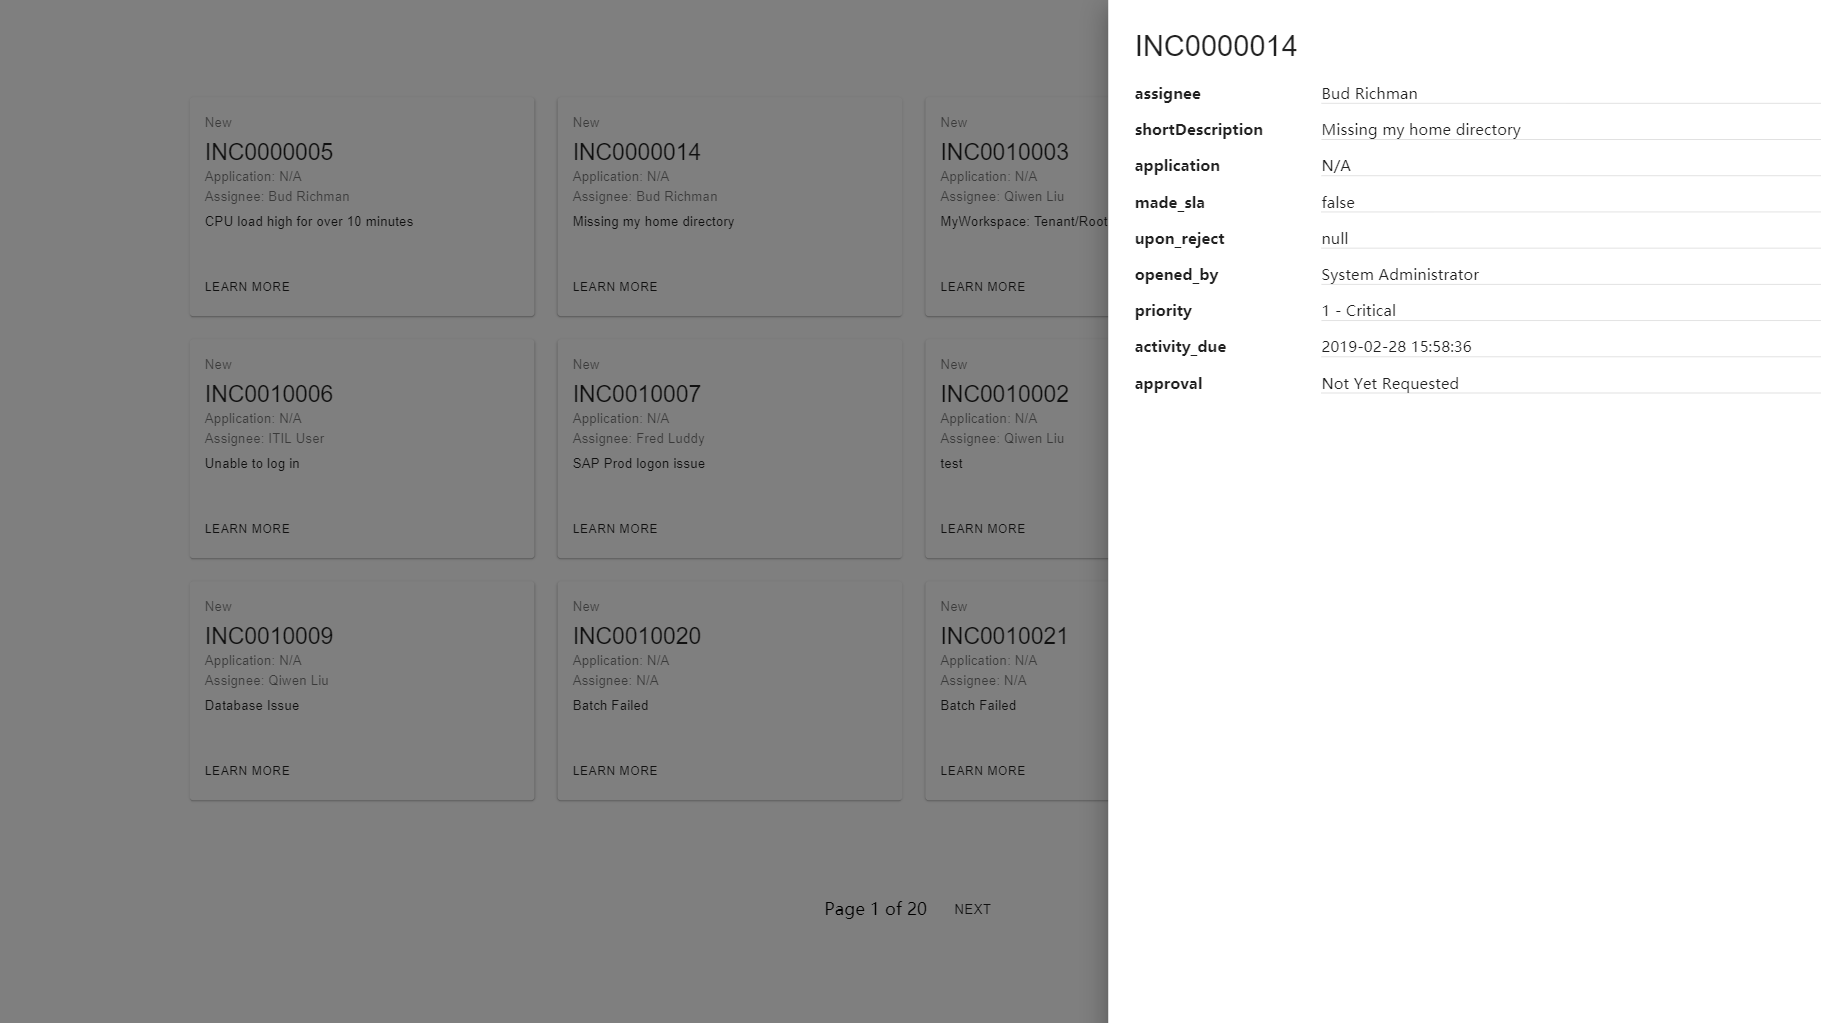 New
INC0000005
Application: N/A
Assignee: Bud Richman
CPU load high for over 10 minutes
LEARN MORE
New
INC0000014
Application: N/A
Assignee: Bud Richman
Missing my home directory
LEARN MORE
New
INC0010003
Application: N/A
Assignee: Qiwen Liu
MyWorkspace: Tenant/Root
LEARN MORE
New
INC0010006
Application: N/A
Assignee: ITIL User
Unable to log in
LEARN MORE
New
INC0010007
Application: N/A
Assignee: Fred Luddy
SAP Prod logon issue
LEARN MORE
New
INC0010002
Application: N/A
Assignee: Qiwen Liu
test
LEARN MORE
New
INC0010009
Application: N/A
Assignee: Qiwen Liu
Database Issue
LEARN MORE
New
INC0010020
Application: N/A
Assignee: N/A
Batch Failed
LEARN MORE
New
INC0010021
Application: N/A
Assignee: N/A
Batch Failed
LEARN MORE
Page 1 of 20 NEXT
INC0000014
assignee Bud Richman
shortDescription Missing my home directory
application N/A
made_sla false
upon_reject null
opened_by System Administrator
priority 1 - Critical
activity_due 2019-02-28 15:58:36
approval Not Yet Requested